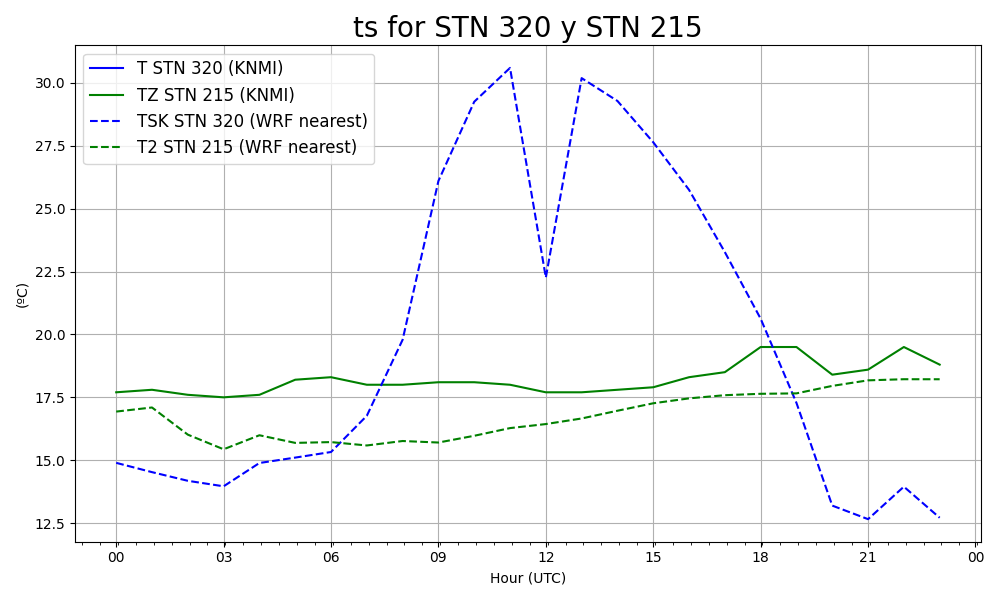 ts for STN 320 y STN 215
T STN 320 (KNMI)
TZ STN 215 (KNMI)
TSK STN 320 (WRF nearest)
T2 STN 215 (WRF nearest)
30.0
27.5
25.0
22.5
20.0
17.5
15.0
12.5
(ºC)
00 03 06 09 12 15 18 21 00
Hour (UTC)